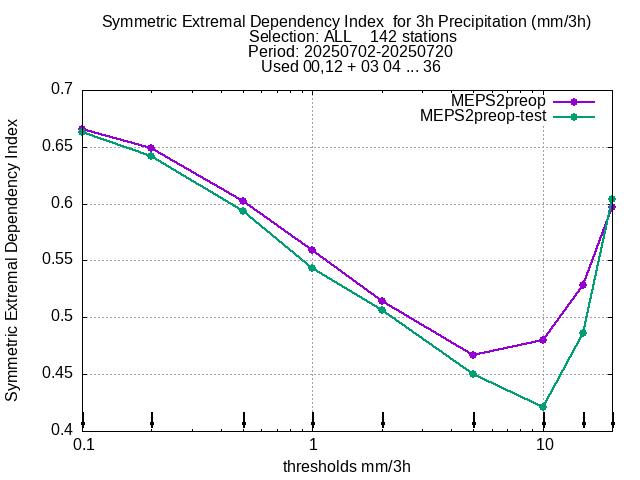 Symmetric Extremal Dependency Index  for 3h Precipitation (mm/3h)
Selection: ALL    142 stations
Period: 20250702-20250720
Used 00,12 + 03 04 ... 36
MEPS2preop
MEPS2preop-test
Symmetric Extremal Dependency Index
0.7
0.65
0.6
0.55
0.5
0.45
0.4
0.1
1
10
thresholds mm/3h